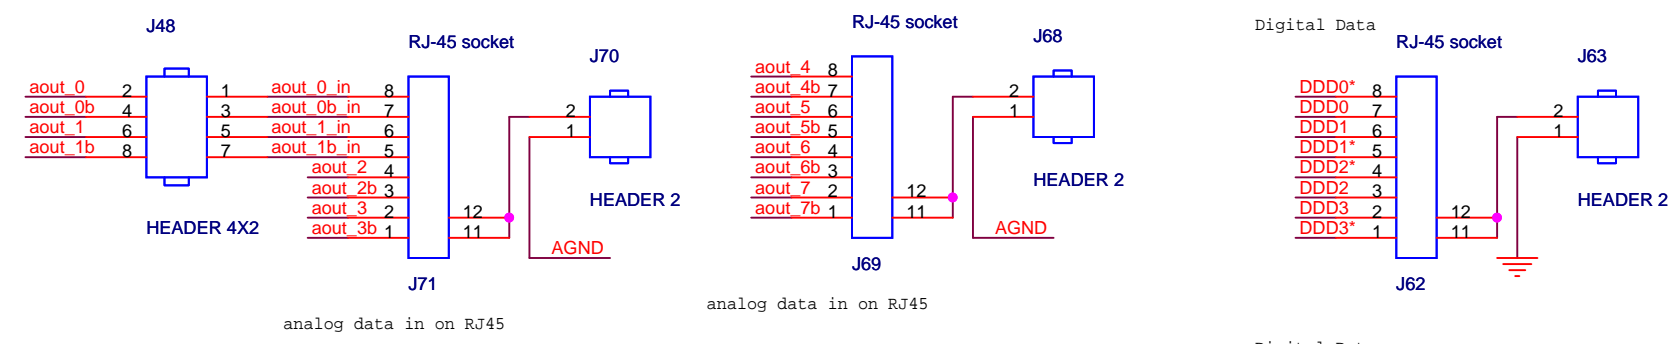 J48
RJ-45 socket
J70
aout_0 2 1 aout_0_in 8
aout_0b 4 3 aout_0b_in 7
aout_1 6 5 aout_1_in 6
aout_1b 8 7 aout_1b_in 5
aout_2 4
aout_2b 3
aout_3 2 12
aout_3b 1 11
2
1
HEADER 2
HEADER 4X2
AGND
J71
analog data in on RJ45
RJ-45 socket
J68
aout_4 8
aout_4b 7
aout_5 6
aout_5b 5
aout_6 4
aout_6b 3
aout_7 2 12
aout_7b 1 11
2
1
HEADER 2
AGND
J69
analog data in on RJ45
Digital Data
RJ-45 socket
J63
DDD0* 8
DDD0 7
DDD1 6
DDD1* 5
DDD2* 4
DDD2 3
DDD3 2 12
DDD3* 1 11
2
1
HEADER 2
J62
Digital Data